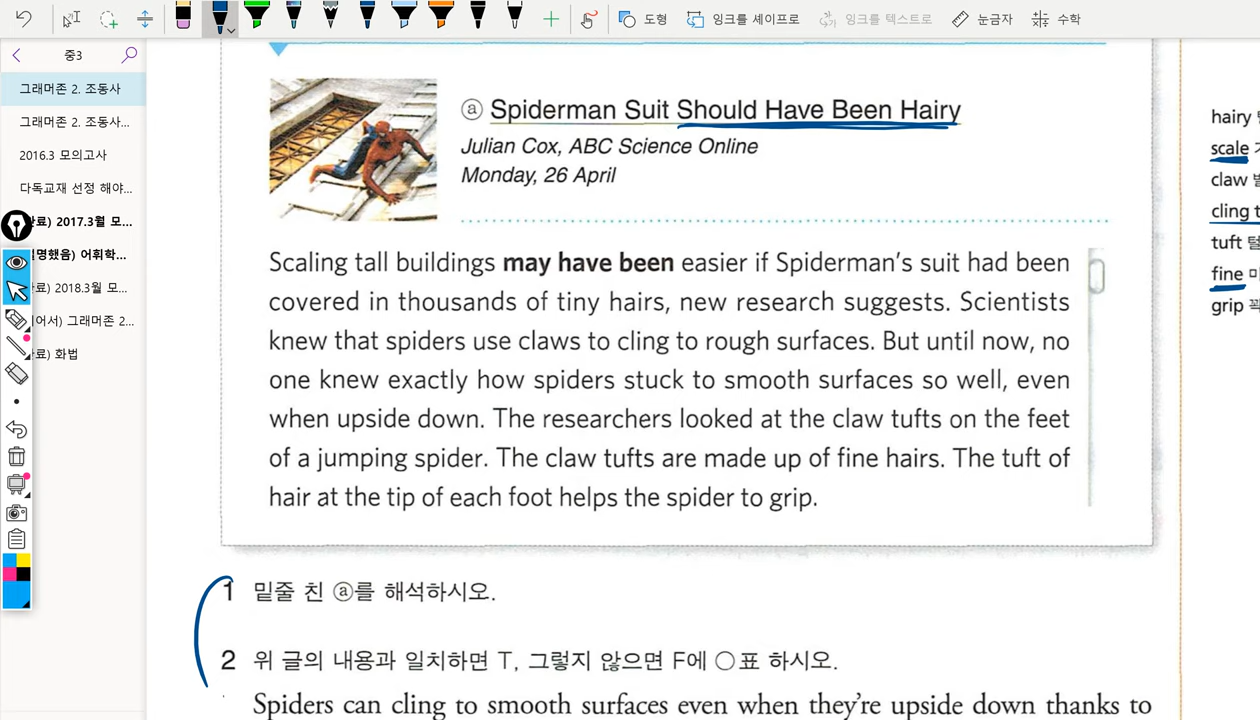 도형
잉크를 셰이프로
잉크를 텍스트로
눈금자
수학
중3
그래머존 2. 조동사
그래머존 2. 조동사...
2016.3 모의고사
다독교재 선정 해야...
료) 2017.3월 모...
명했음) 어휘학...
료) 2018.3월 모...
어서) 그래머존 2...
료) 화법
ⓐ Spiderman Suit Should Have Been Hairy
Julian Cox, ABC Science Online
Monday, 26 April
Scaling tall buildings may have been easier if Spiderman's suit had been
covered in thousands of tiny hairs, new research suggests. Scientists
knew that spiders use claws to cling to rough surfaces. But until now, no
one knew exactly how spiders stuck to smooth surfaces so well, even
when upside down. The researchers looked at the claw tufts on the feet
of a jumping spider. The claw tufts are made up of fine hairs. The tuft of
hair at the tip of each foot helps the spider to grip.
hairy
scale
claw
cling
tuft
fine
grip
1 밑줄 친 ⓐ를 해석하시오.
2 위 글의 내용과 일치하면 T, 그렇지 않으면 F에 ○표 하시오.
Spiders can cling to smooth surfaces even when they're upside down thanks to